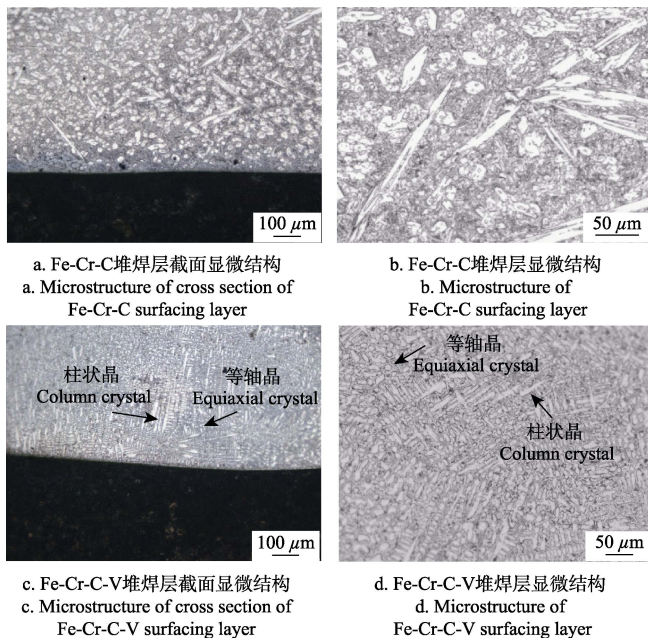 100 μm
50 μm
a. Fe-Cr-C堆焊层截面显微结构
a. Microstructure of cross section of
Fe-Cr-C surfacing layer
b. Fe-Cr-C堆焊层显微结构
b. Microstructure of
Fe-Cr-C surfacing layer
柱状晶
Column crystal
等轴晶
Equiaxial crystal
100 μm
等轴晶
Equiaxial crystal
柱状晶
Column crystal
50 μm
c. Fe-Cr-C-V堆焊层截面显微结构
c. Microstructure of cross section of
Fe-Cr-C-V surfacing layer
d. Fe-Cr-C-V堆焊层显微结构
d. Microstructure of
Fe-Cr-C-V surfacing layer